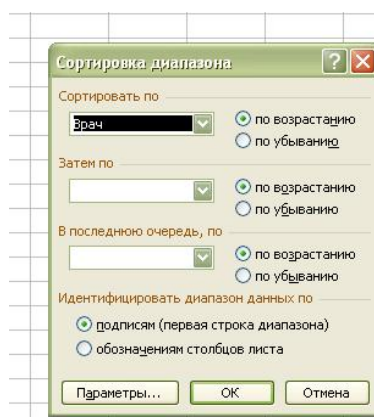 Сортировка диапазона
Сортировать по
Врач
по возрастанию
по убыванию
Затем по
по возрастанию
по убыванию
В последнюю очередь, по
по возрастанию
по убыванию
Идентифицировать диапазон данных по
подписям (первая строка диапазона)
обозначениям столбцов листа
Параметры... ОК Отмена